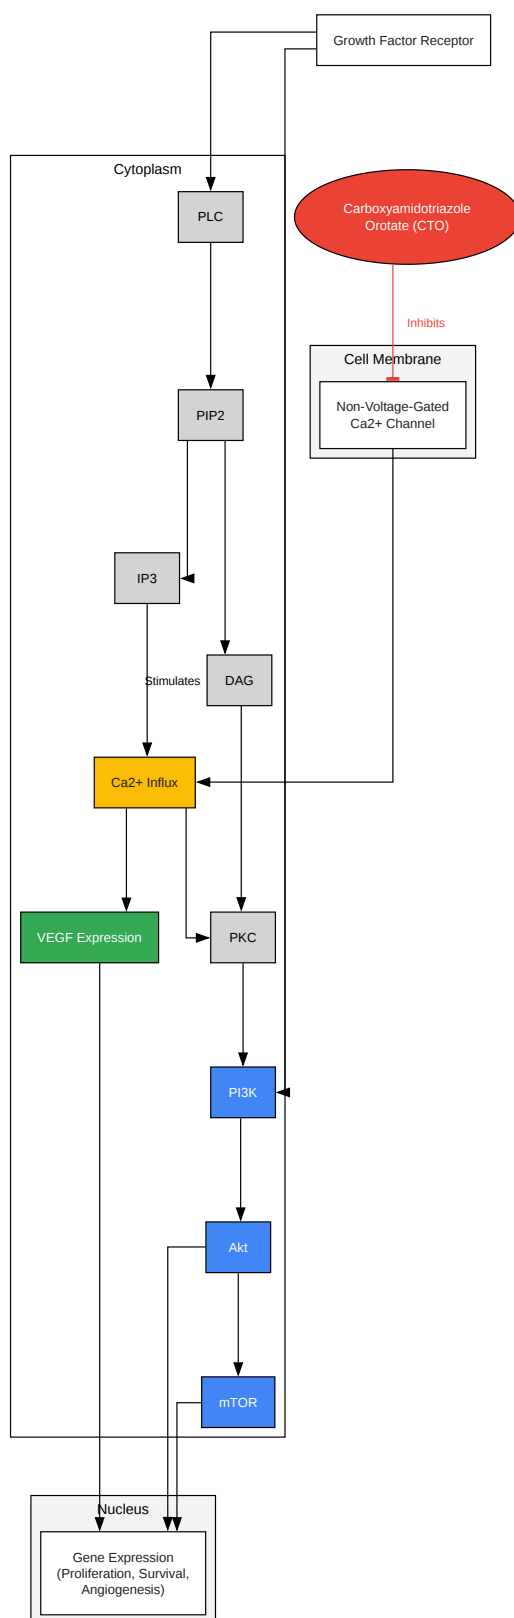 Growth Factor Receptor
Cytoplasm
PLC
Carboxyamidotriazole
Orotate (CTO)
Inhibits
Cell Membrane
PIP2
Non-Voltage-Gated
Ca2+ Channel
IP3
Stimulates
DAG
Ca2+ Influx
VEGF Expression
PKC
PI3K
Akt
mTOR
Nucleus
Gene Expression
(Proliferation, Survival,
Angiogenesis)